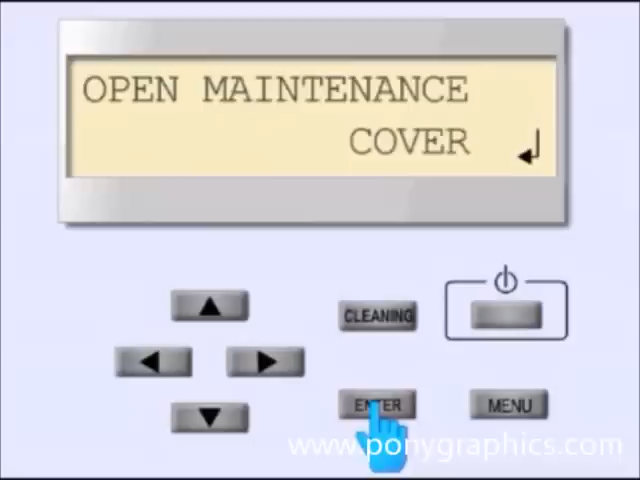 OPEN MAINTENANCE
COVER
CLEANING
ENTER
MENU
www.ponygraphics.com